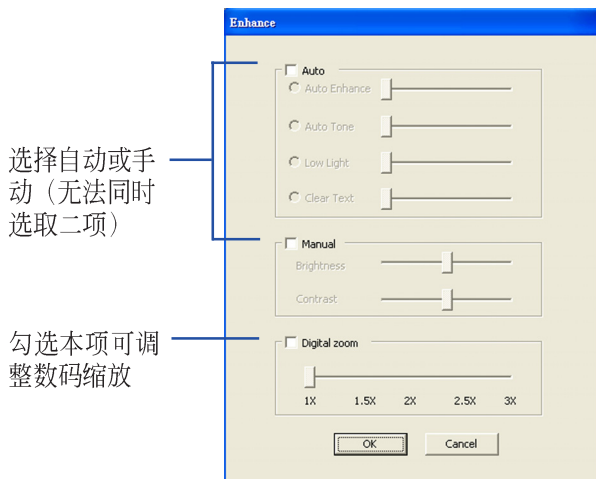 Enhance
Auto
Auto Enhance
Auto Tone
Low Light
Clear Text
选择自动或手
动（无法同时
选取二项）
Manual
Brightness
Contrast
勾选本项可调
整数码缩放
Digital zoom
1X 1.5X 2X 2.5X 3X
OK Cancel